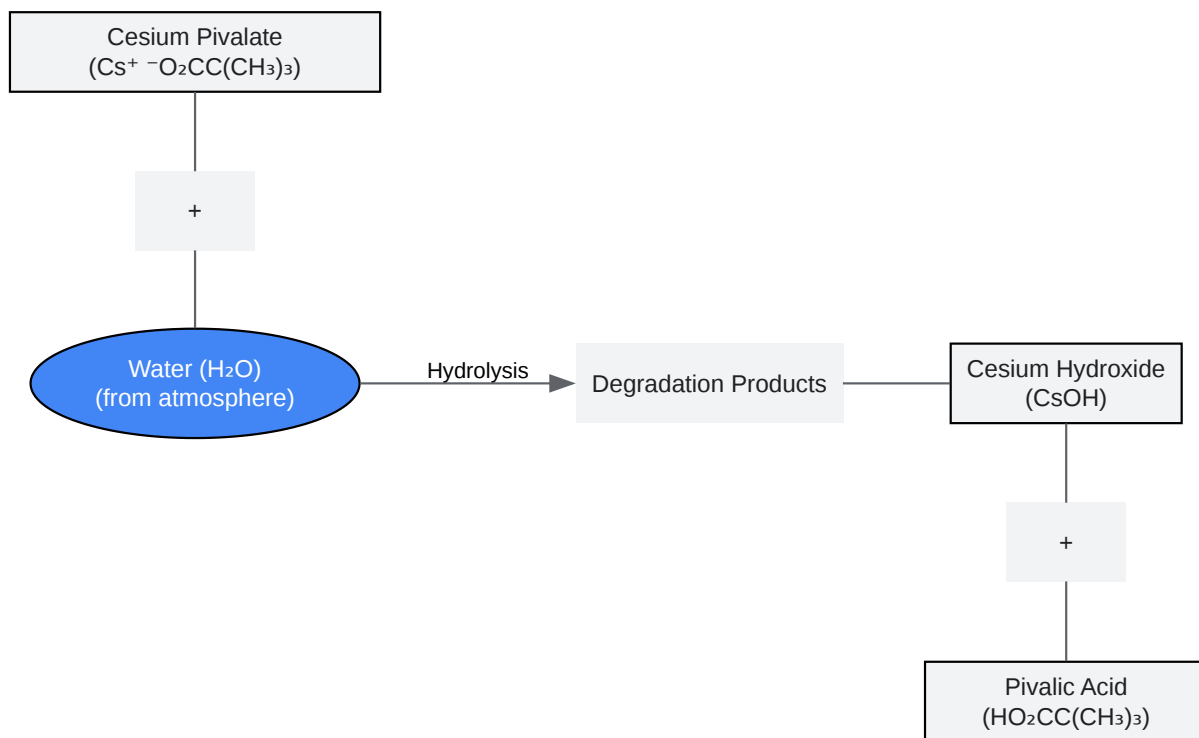 Cesium Pivalate
(Cs⁺ ⁻O₂CC(CH₃)₃)
+
Water (H₂O)
(from atmosphere)
Hydrolysis
Degradation Products
Cesium Hydroxide
(CsOH)
+
Pivalic Acid
(HO₂CC(CH₃)₃)